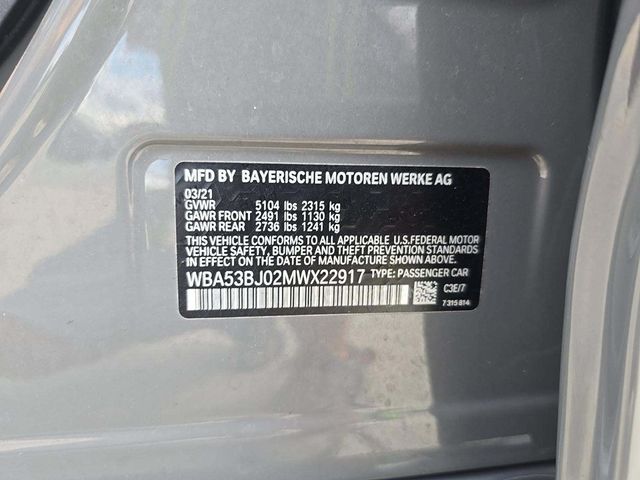 MFD BY BAYERISCHE MOTOREN WERKE AG
03/21
GVWR 5104 lbs 2315 kg
GAWR FRONT 2491 lbs 1130 kg
GAWR REAR 2736 lbs 1241 kg
THIS VEHICLE CONFORMS TO ALL APPLICABLE U.S. FEDERAL MOTOR
VEHICLE SAFETY, BUMPER, AND THEFT PREVENTION STANDARDS
IN EFFECT ON THE DATE OF MANUFACTURE SHOWN ABOVE.
WBA53BJ02MWX22917 TYPE: PASSENGER CAR
C3E/7
7 315 814